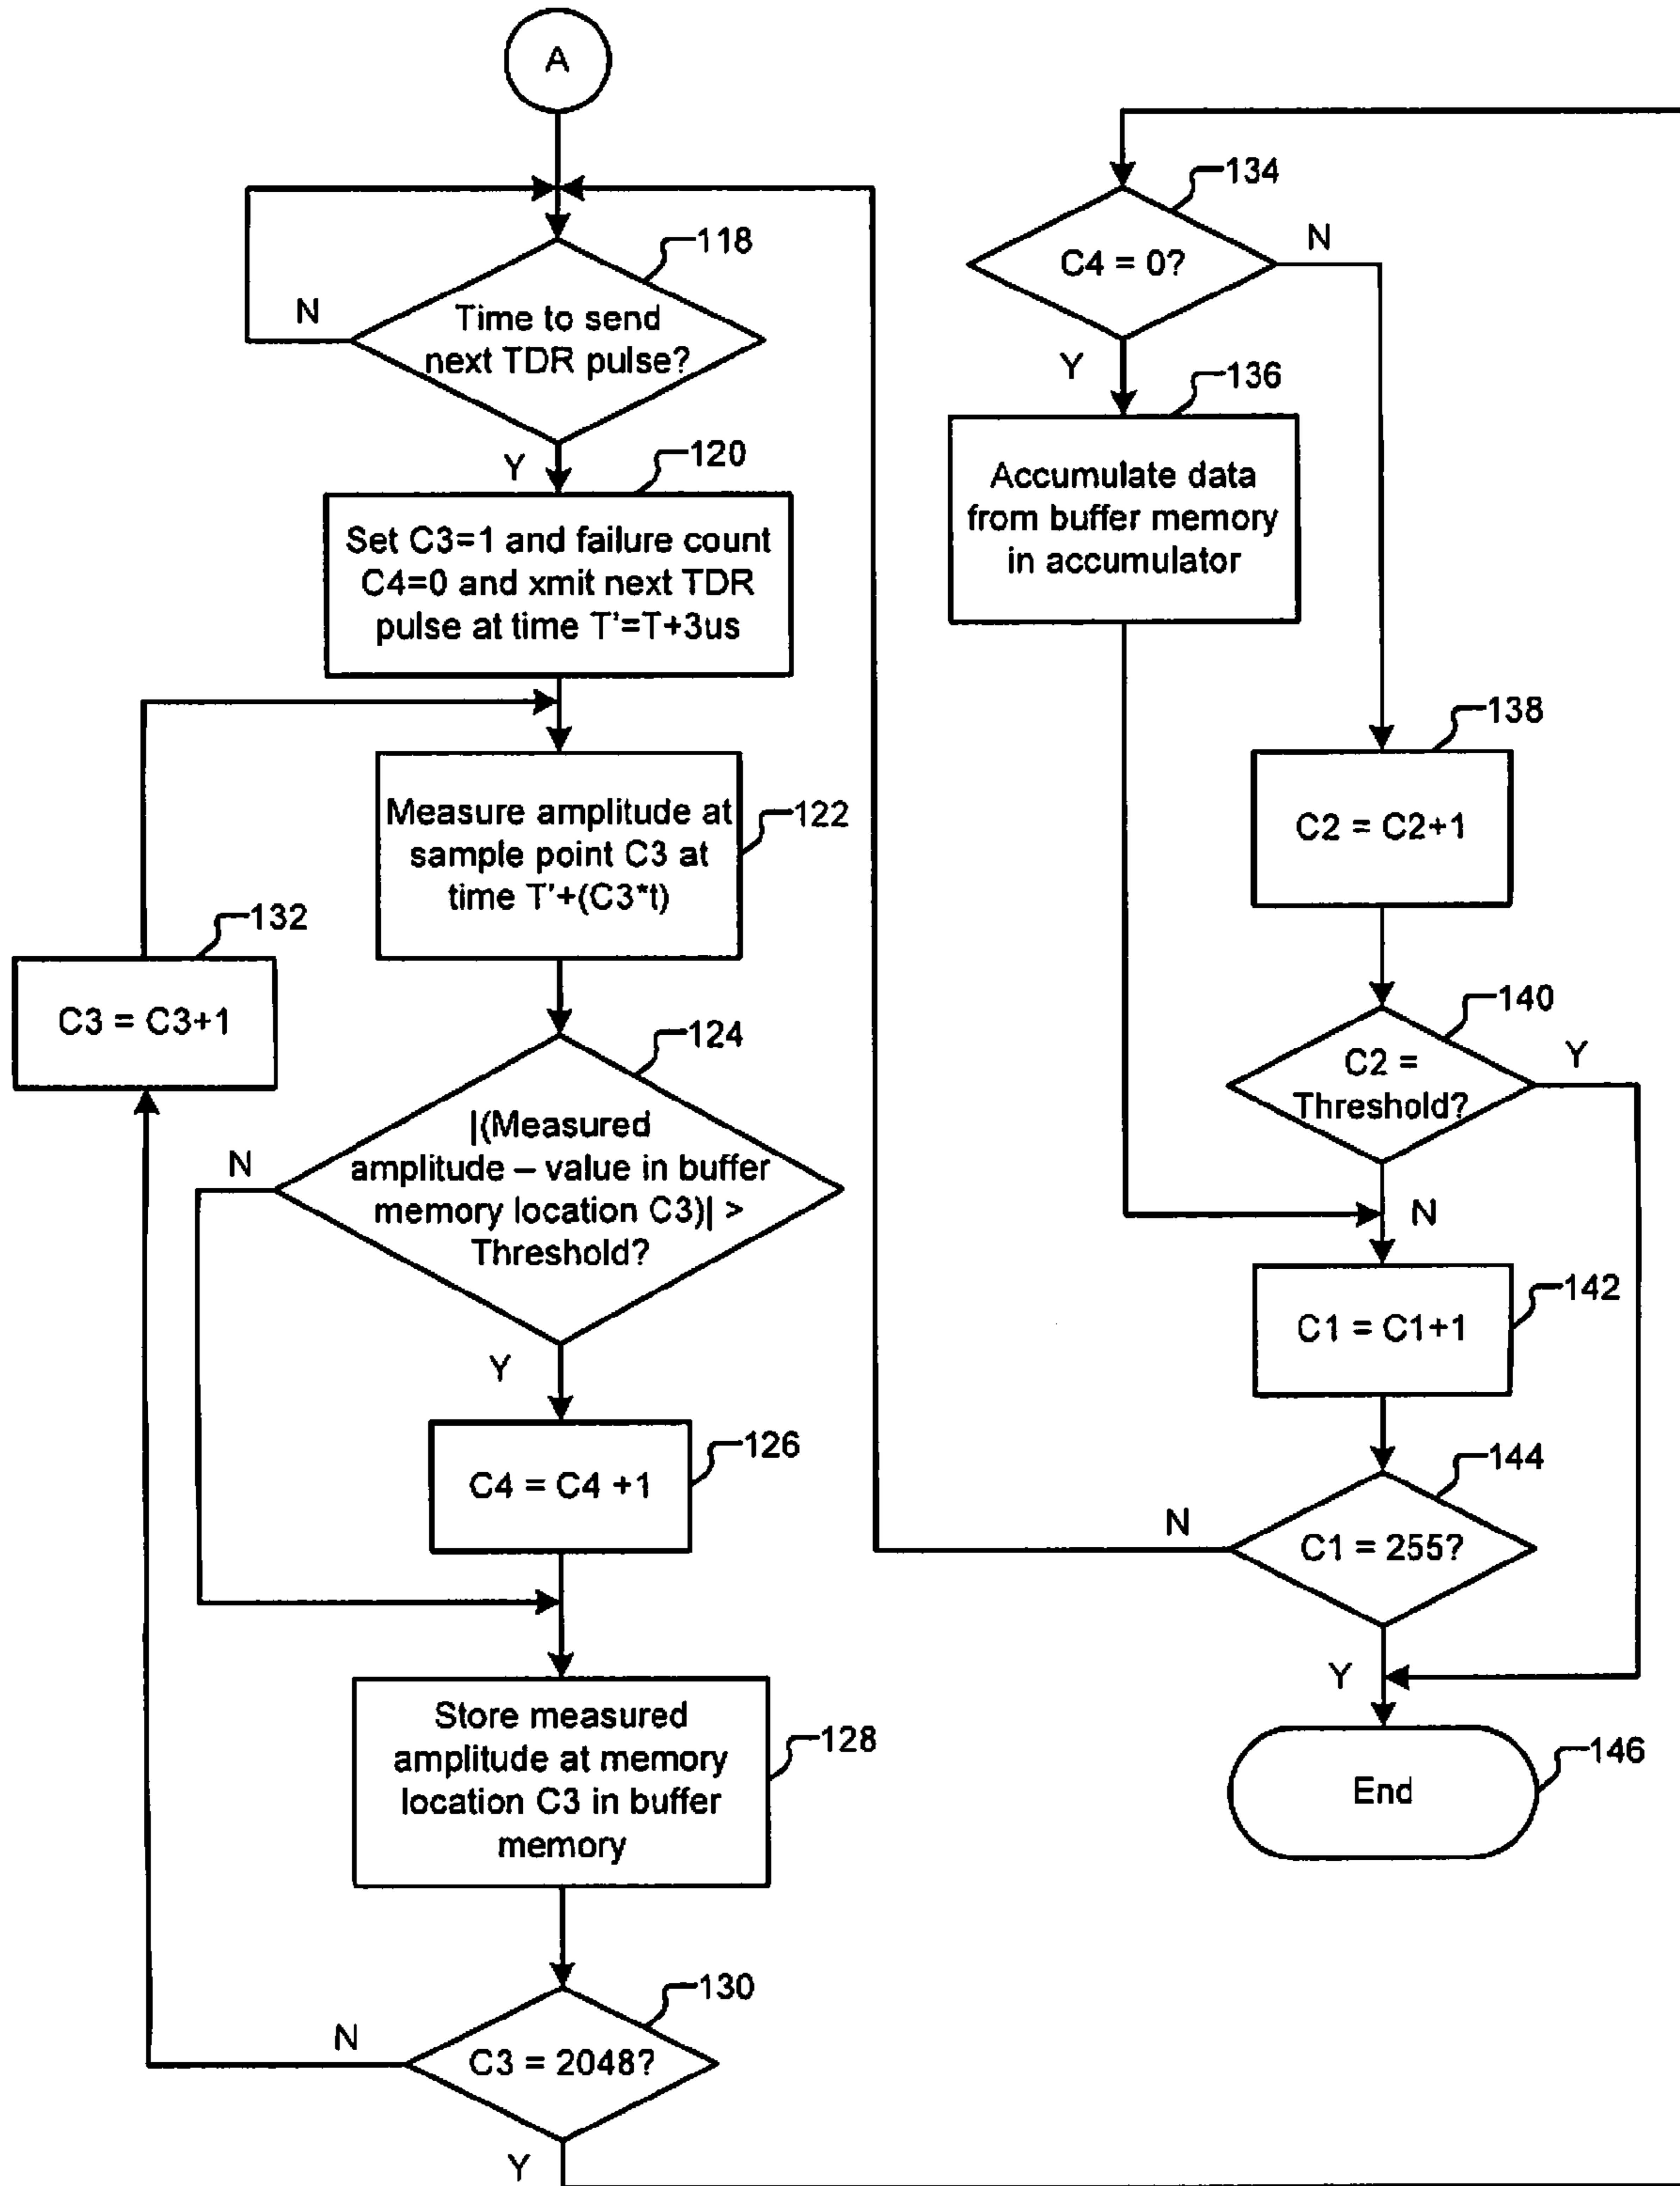 A
118
N
Time to send
next TDR pulse?
Y
120
Set C3=1 and failure count
C4=0 and xmit next TDR
pulse at time T'=T+3us
Measure amplitude at
sample point C3 at
time T'+(C3*t)
122
132
C3 = C3+1
124
|(Measured
amplitude – value in buffer
memory location C3)| >
Threshold?
N
Y
126
C4 = C4 +1
Store measured
amplitude at memory
location C3 in buffer
memory
128
130
N
C3 = 2048?
Y
134
C4 = 0?
N
Y
136
Accumulate data
from buffer memory
in accumulator
138
C2 = C2+1
140
C2 =
Threshold?
Y
N
142
C1 = C1+1
144
N
C1 = 255?
Y
146
End